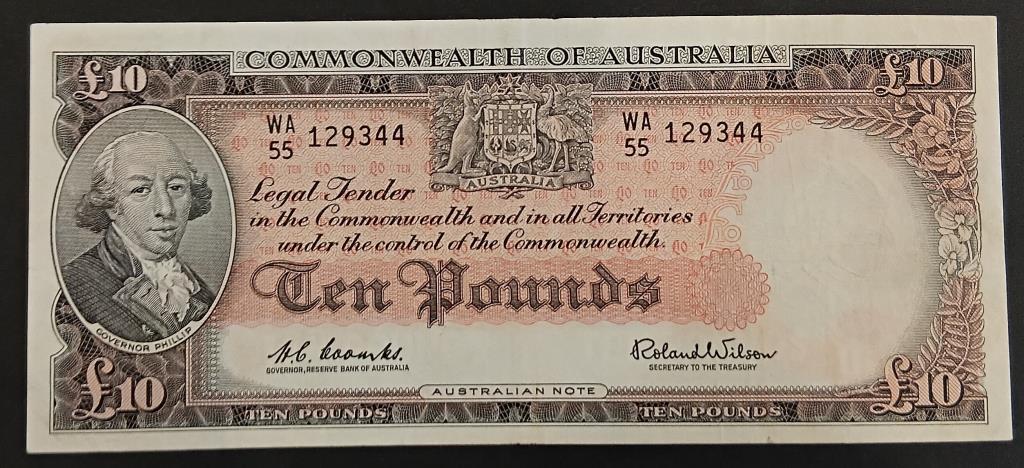 COMMONWEALTH OF AUSTRALIA
£10
£10
WA
55 129344
WA
55 129344
AUSTRALIA
Legal Tender
in the Commonwealth and in all Territories
under the control of the Commonwealth.
Ten Pounds
GOVERNOR PHILLIP
H.C. Coombs.
GOVERNOR, RESERVE BANK OF AUSTRALIA
Roland Wilson
SECRETARY TO THE TREASURY
£10
£10
AUSTRALIAN NOTE
TEN POUNDS
TEN POUNDS